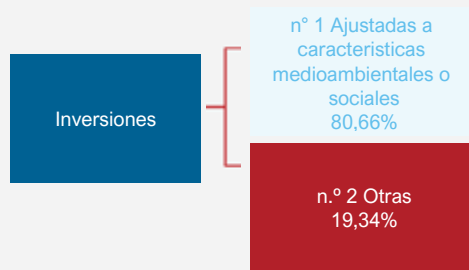 Inversiones
n° 1 Ajustadas a
caracteristicas
medioambientales o
sociales
80,66%
n.º 2 Otras
19,34%